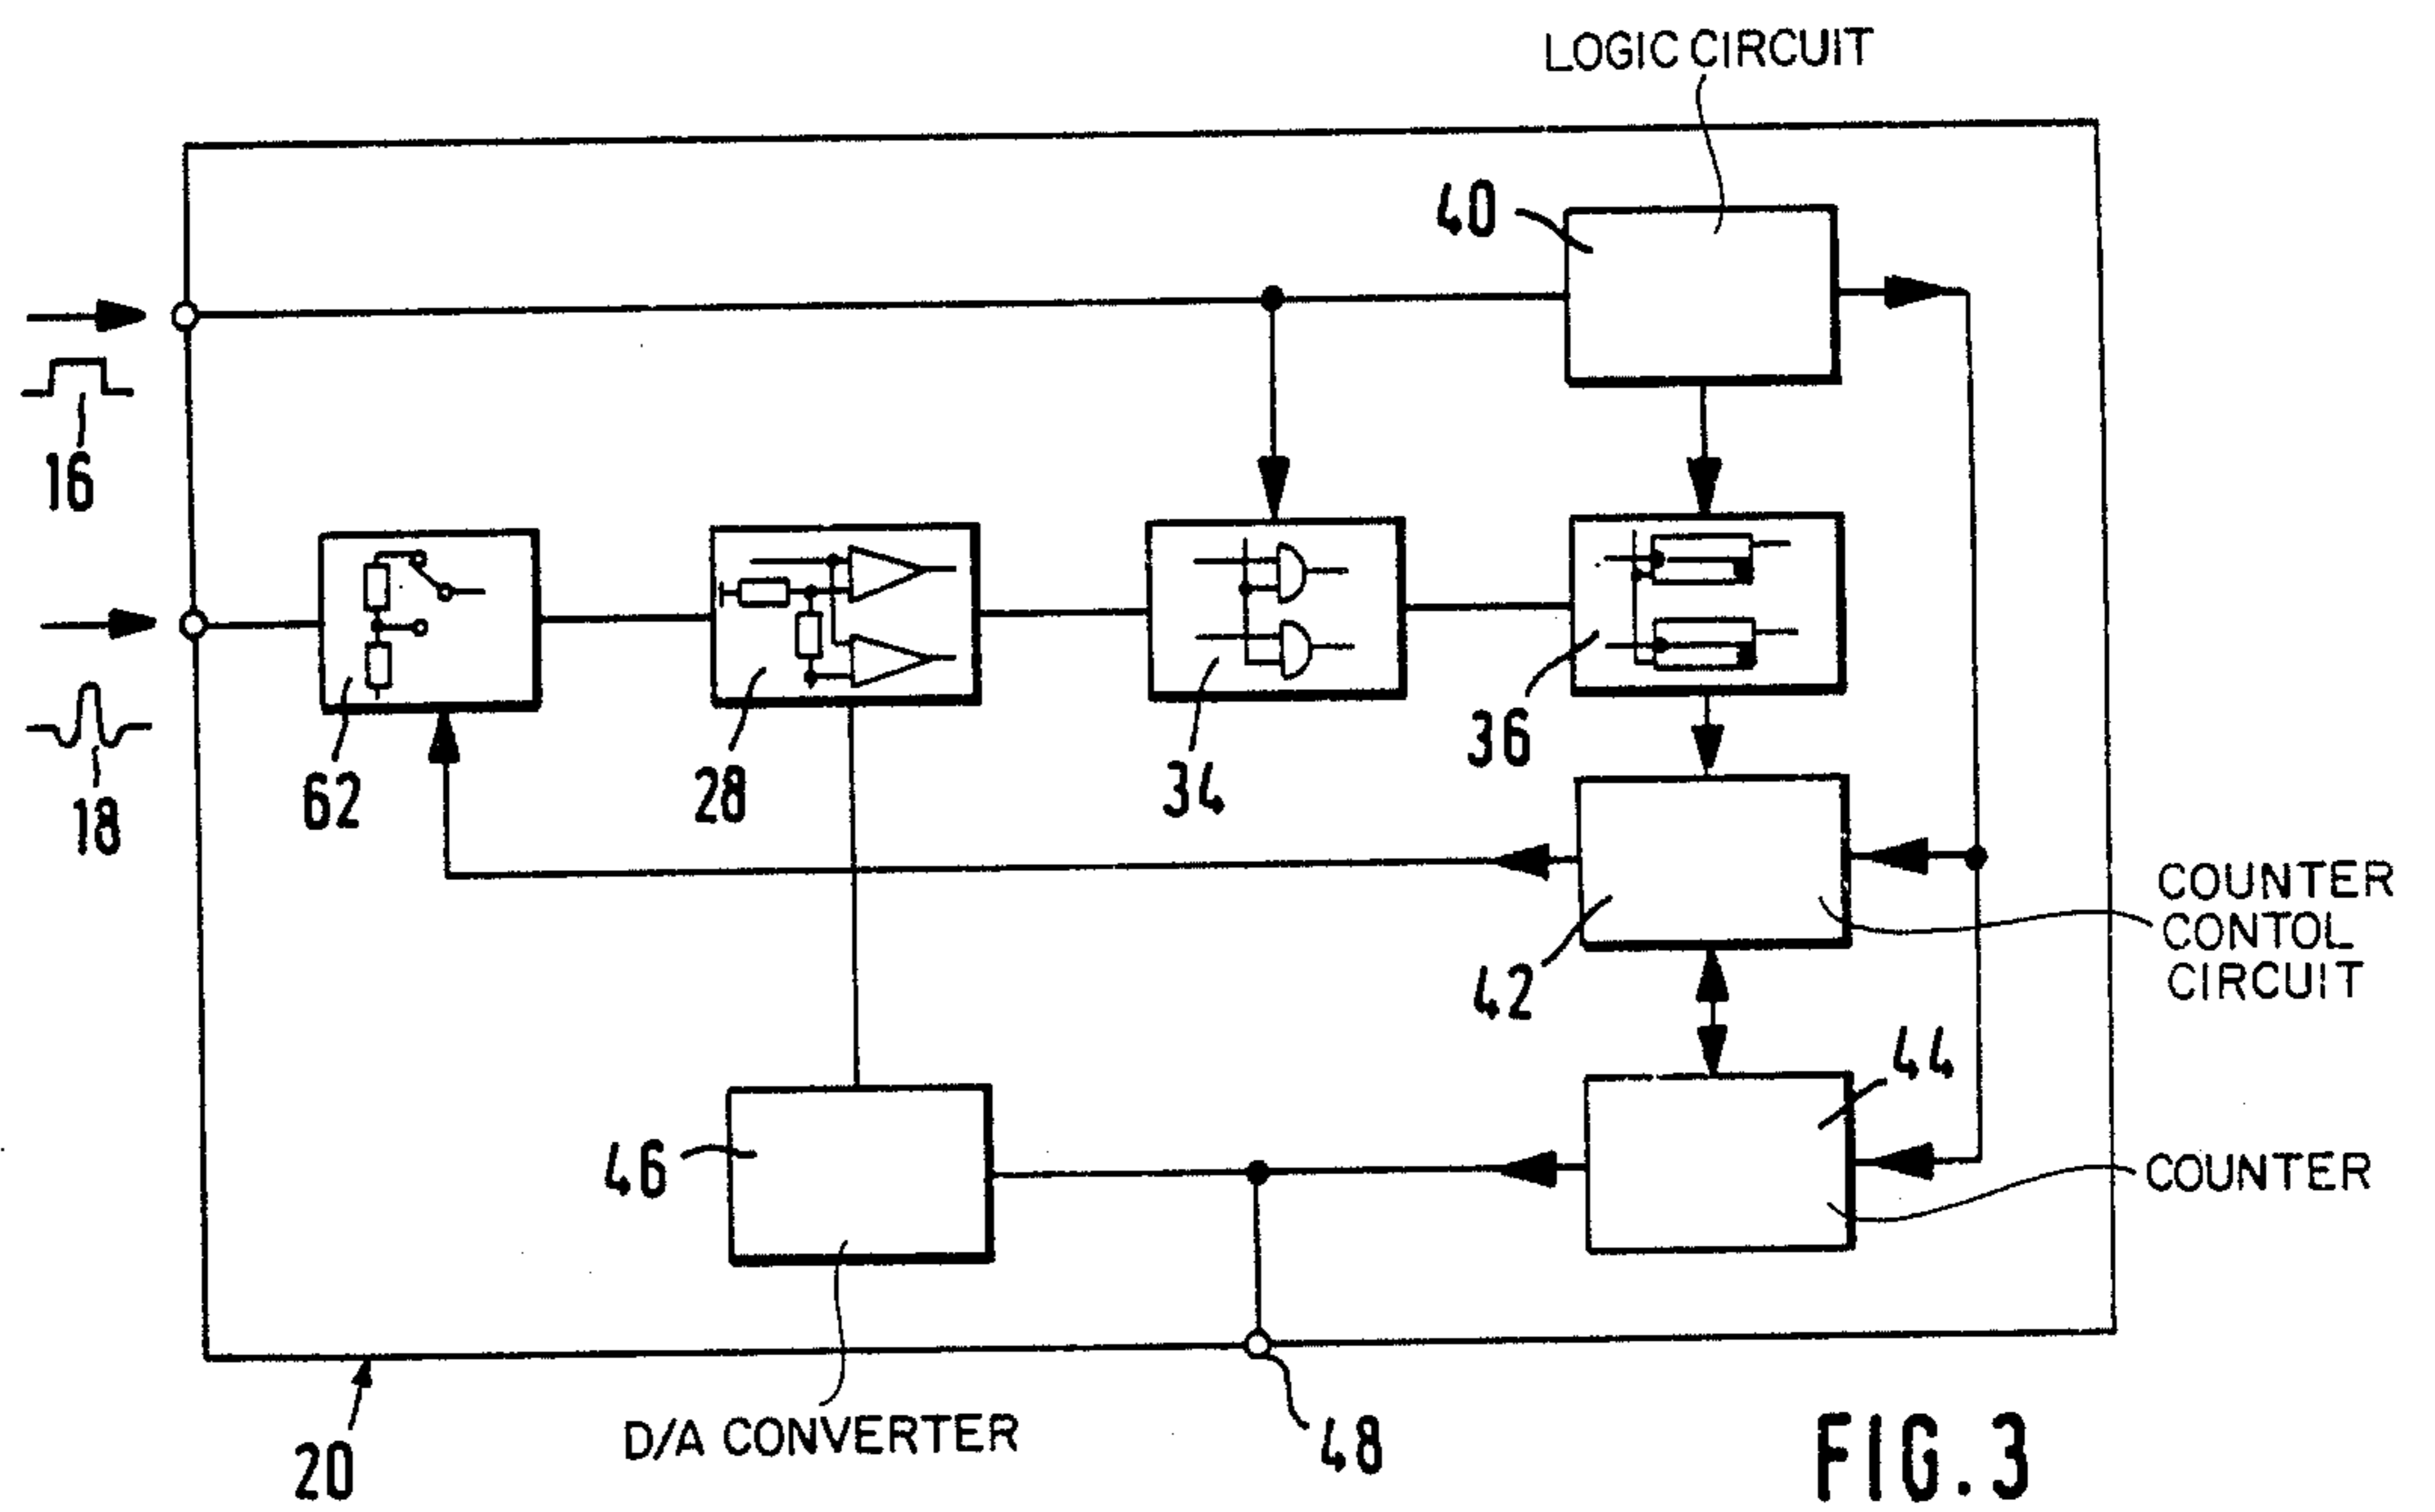 LOGIC CIRCUIT
40
16
18
62
28
34
36
42
COUNTER
CONTOL
CIRCUIT
44
COUNTER
46
D/A CONVERTER
48
20
FIG. 3